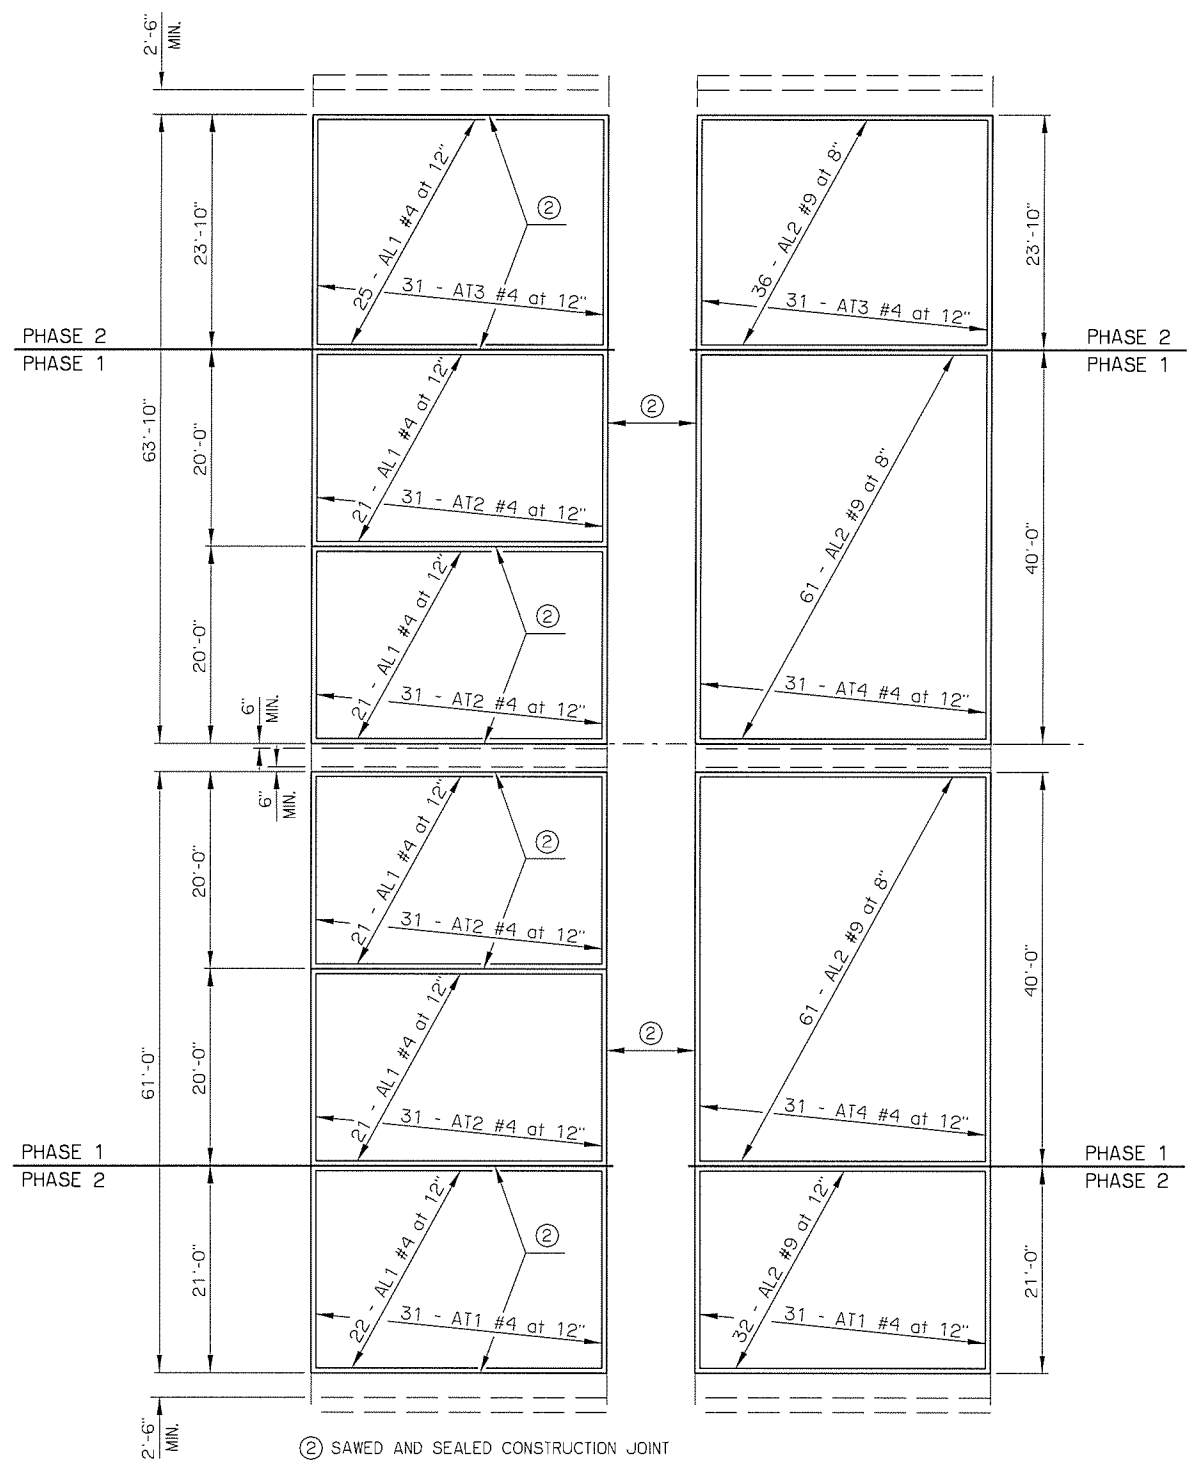 2'-6"
MIN.
23'-10"
25 - AL1 #4 at 12"
2
31 - AT3 #4 at 12"
36 - AL2 #9 at 8"
31 - AT3 #4 at 12"
23'-10"
PHASE 2
PHASE 1
PHASE 2
PHASE 1
63'-10"
20'-0"
21 - AL1 #4 at 12"
31 - AT2 #4 at 12"
2
61 - AL2 #9 at 8"
40'-0"
20'-0"
21 - AL1 #4 at 12"
2
31 - AT2 #4 at 12"
31 - AT4 #4 at 12"
6"
MIN.
6"
MIN.
20'-0"
21 - AL1 #4 at 12"
2
31 - AT2 #4 at 12"
61 - AL2 #9 at 8"
40'-0"
61'-0"
20'-0"
21 - AL1 #4 at 12"
31 - AT2 #4 at 12"
2
31 - AT4 #4 at 12"
PHASE 1
PHASE 2
PHASE 1
PHASE 2
21'-0"
22 - AL1 #4 at 12"
2
31 - AT1 #4 at 12"
32 - AL2 #9 at 12"
31 - AT1 #4 at 12"
21'-0"
2'-6"
MIN.
2 SAWED AND SEALED CONSTRUCTION JOINT